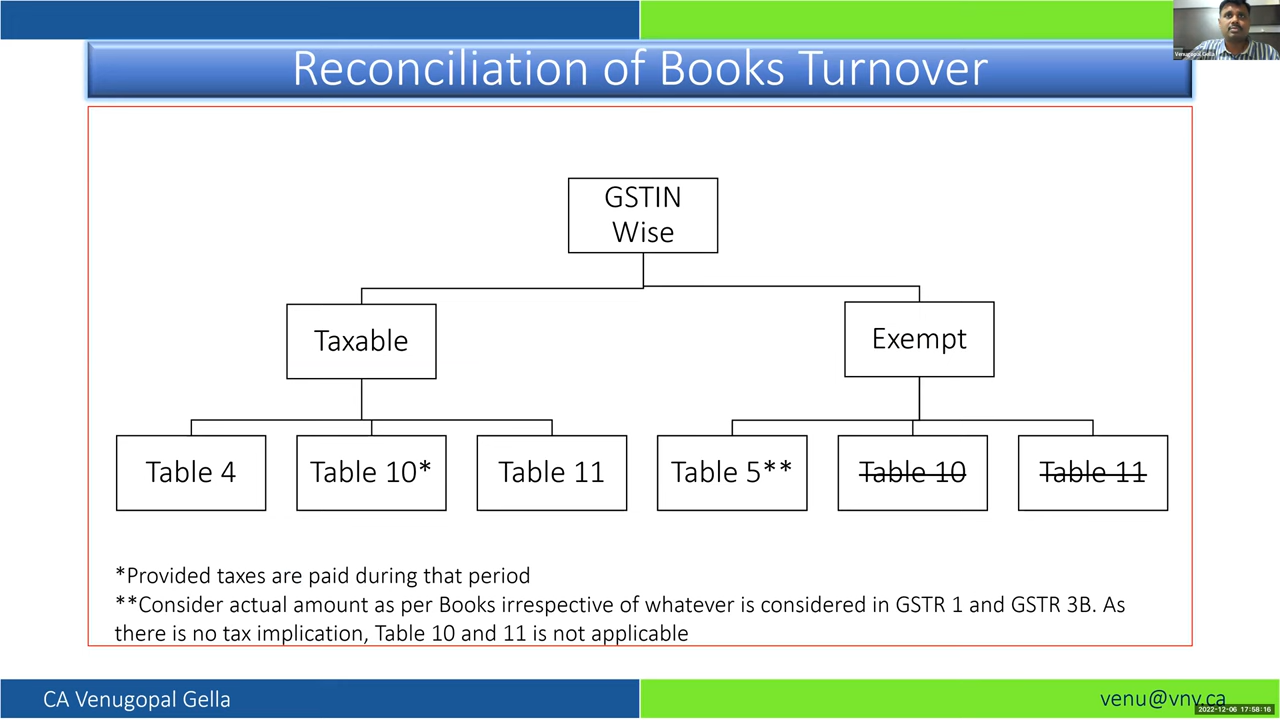 Venugopal Gella
Reconciliation of Books Turnover
GSTIN
Wise
Taxable
Exempt
Table 4
Table 10*
Table 11
Table 5**
Table 10
Table 11
*Provided taxes are paid during that period
**Consider actual amount as per Books irrespective of whatever is considered in GSTR 1 and GSTR 3B. As
there is no tax implication, Table 10 and 11 is not applicable
CA Venugopal Gella
venu@vnv.ca
2022-12-06 17:58:16